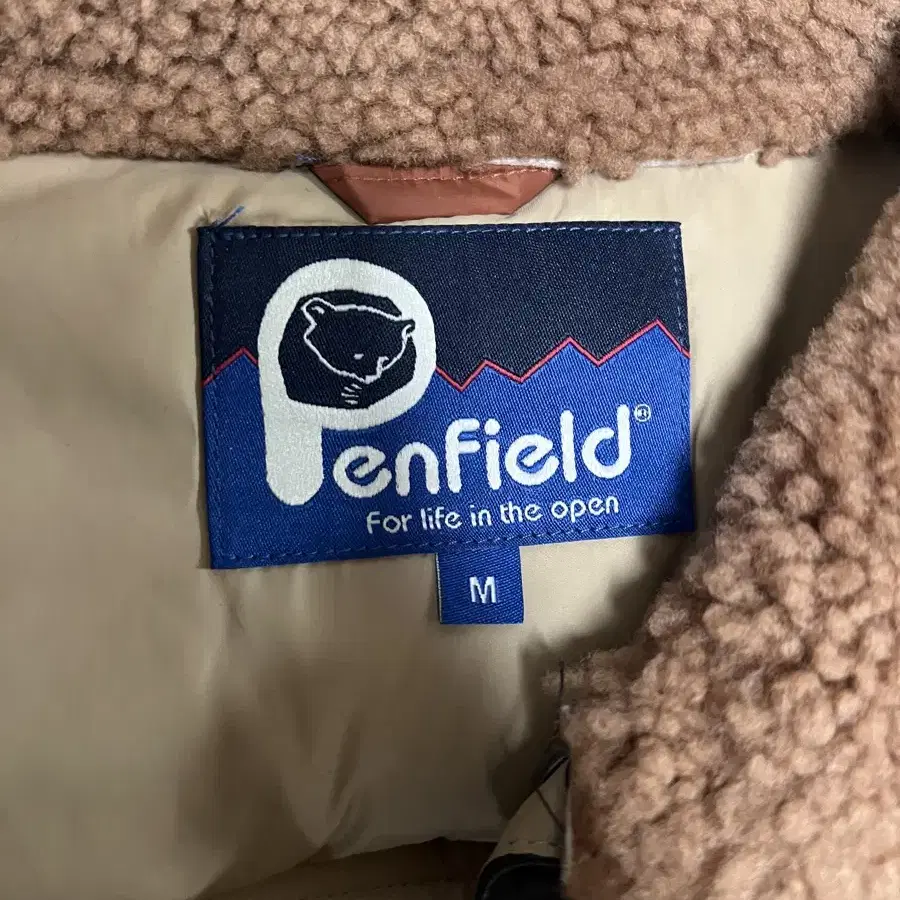 Penfield®
For life in the open
M